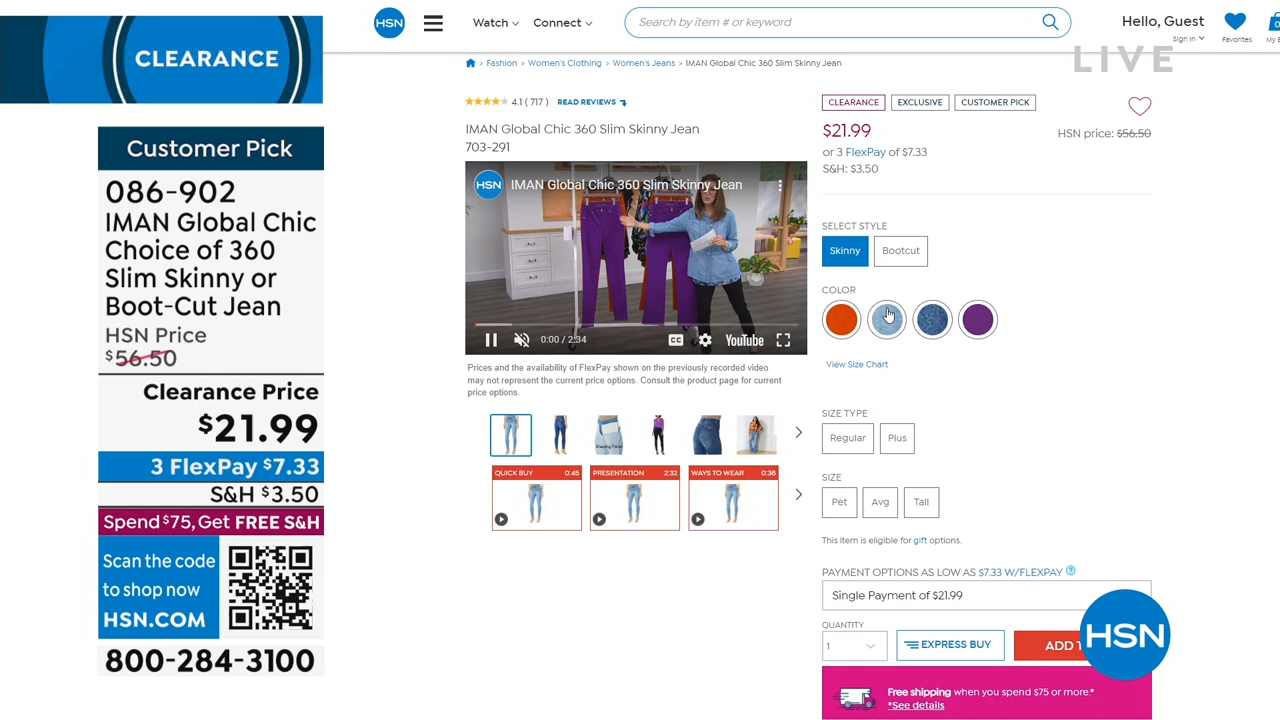 CLEARANCE
Customer Pick
086-902
IMAN Global Chic
Choice of 360
Slim Skinny or
Boot-Cut Jean
HSN Price
$56.50
Clearance Price
$21.99
3 FlexPay $7.33
S&H $3.50
Spend $75, Get FREE S&H
Scan the code
to shop now
HSN.COM
800-284-3100
HSN
Watch
Connect
Search by item # or keyword
Hello, Guest
Sign In
Favorites
0
LIVE
> Fashion > Women's Clothing > Women's Jeans > IMAN Global Chic 360 Slim Skinny Jean
4.1 ( 717 ) READ REVIEWS
IMAN Global Chic 360 Slim Skinny Jean
703-291
HSN IMAN Global Chic 360 Slim Skinny Jean
0:00 / 2:34
CC
YouTube
Prices and the availability of FlexPay shown on the previously recorded video
may not represent the current price options. Consult the product page for current
price options.
QUICK BUY 0:45
PRESENTATION 2:32
WAYS TO WEAR 0:38
CLEARANCE
EXCLUSIVE
CUSTOMER PICK
$21.99
HSN price: $56.50
or 3 FlexPay of $7.33
S&H: $3.50
SELECT STYLE
Skinny
Bootcut
COLOR
View Size Chart
SIZE TYPE
Regular
Plus
SIZE
Pet
Avg
Tall
This item is eligible for gift options.
PAYMENT OPTIONS AS LOW AS $7.33 W/FLEXPAY ?
Single Payment of $21.99
QUANTITY
1
EXPRESS BUY
ADD
HSN
Free shipping when you spend $75 or more.*
*See details